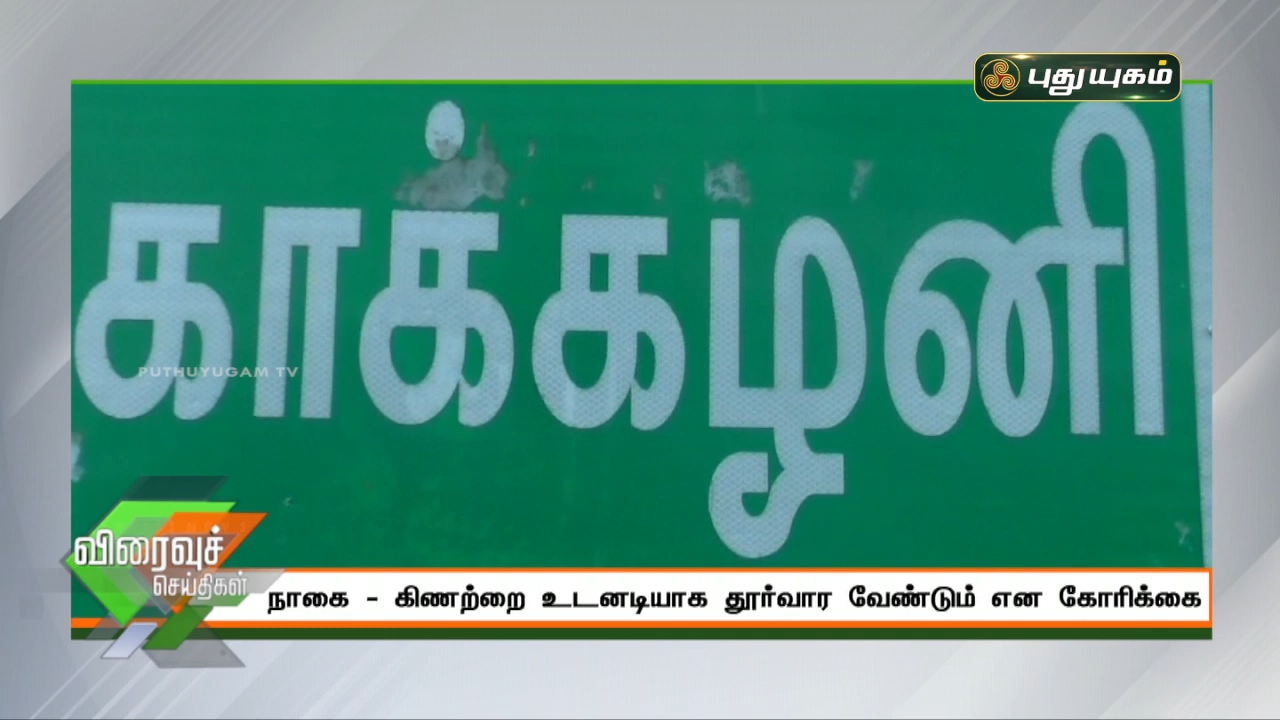 புதுயுகம்
காக்கழனி
PUTHUYUGAM TV
விரைவுச்
செய்திகள்
நாகை - கிணற்றை உடனடியாக தூர்வார வேண்டும் என கோரிக்கை